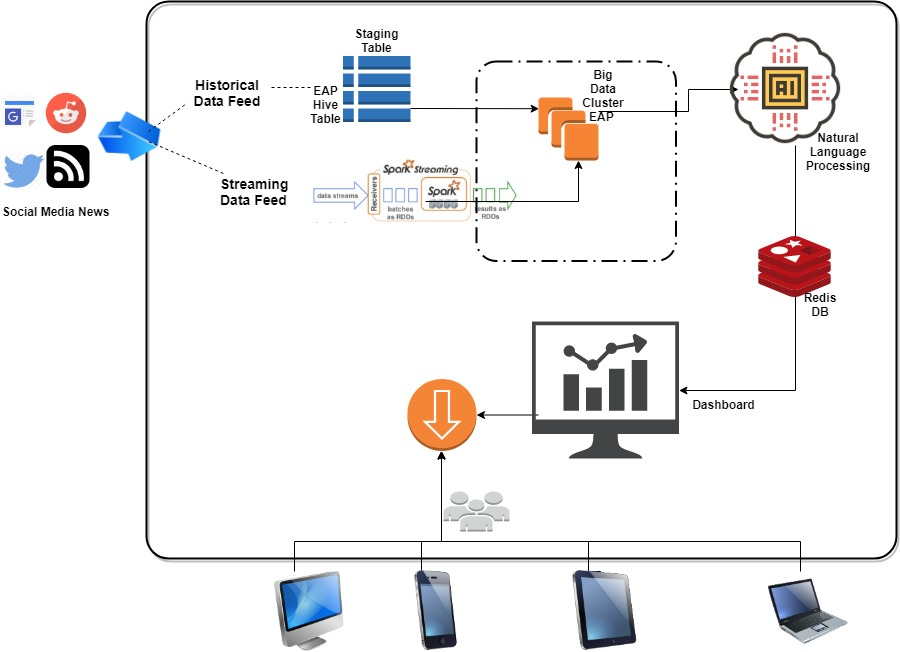 Staging
Table
Historical
Data Feed
EAP
Hive
Table
Big
Data
Cluster
EAP
AI
Natural
Language
Processing
G
Social Media News
Streaming
Data Feed
Spark Streaming
data streams
Receivers
batches
as RDDs
Spark
results as
RDDs
Redis
DB
Dashboard